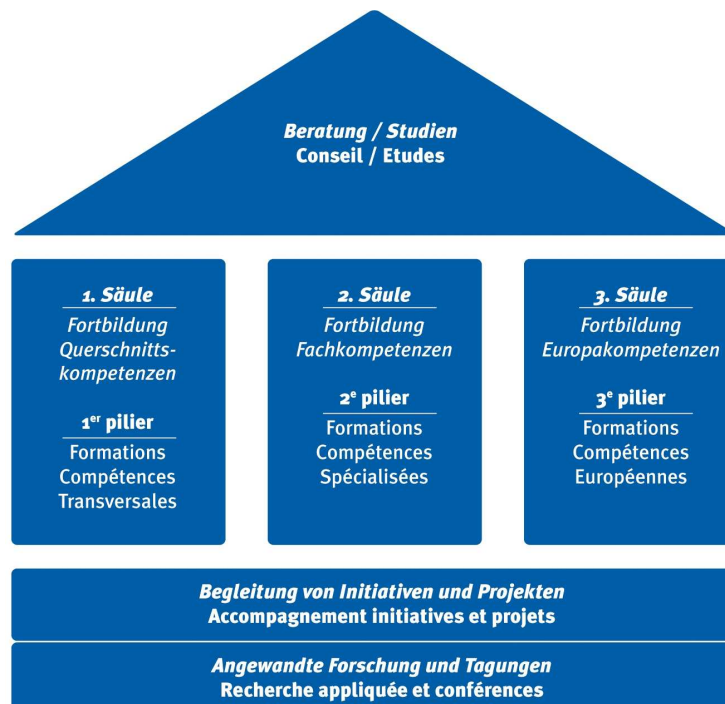 Beratung / Studien
Conseil / Etudes
1. Säule
Fortbildung
Querschnitts-
kompetenzen
1er pilier
Formations
Compétences
Transversales
2. Säule
Fortbildung
Fachkompetenzen
2e pilier
Formations
Compétences
Spécialisées
3. Säule
Fortbildung
Europakompetenzen
3e pilier
Formations
Compétences
Européennes
Begleitung von Initiativen und Projekten
Accompagnement initiatives et projets
Angewandte Forschung und Tagungen
Recherche appliquée et conférences